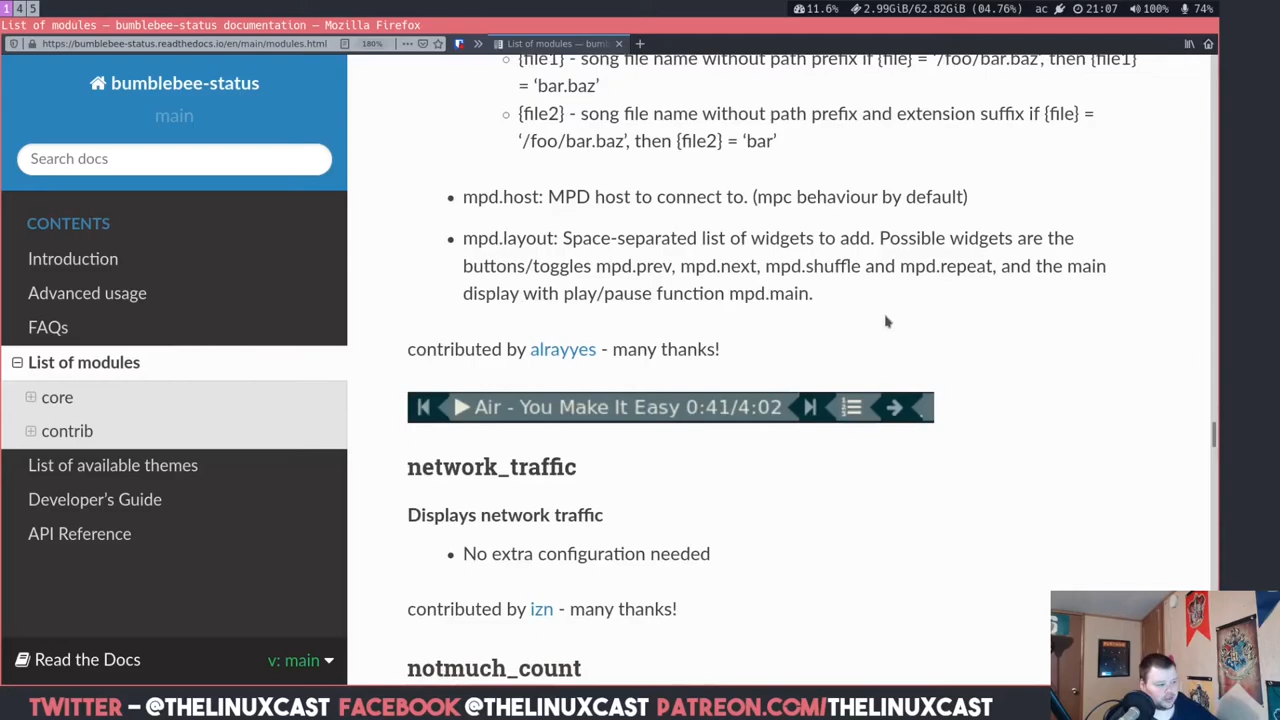 1 4 5
11.6% 2.99GiB/62.82GiB (04.76%) ac 21:07 100% 74%
List of modules — bumblebee-status documentation — Mozilla Firefox
https://bumblebee-status.readthedocs.io/en/main/modules.html 180% List of modules — bumb
bumblebee-status
main
Search docs
CONTENTS
Introduction
Advanced usage
FAQs
List of modules
core
contrib
List of available themes
Developer's Guide
API Reference
Read the Docs v: main
{file1} - song file name without path prefix if {file} = '/foo/bar.baz', then {file1}
= 'bar.baz'
{file2} - song file name without path prefix and extension suffix if {file} =
'/foo/bar.baz', then {file2} = 'bar'
mpd.host: MPD host to connect to. (mpc behaviour by default)
mpd.layout: Space-separated list of widgets to add. Possible widgets are the
buttons/toggles mpd.prev, mpd.next, mpd.shuffle and mpd.repeat, and the main
display with play/pause function mpd.main.
contributed by alrayyes - many thanks!
Air - You Make It Easy 0:41/4:02
network_traffic
Displays network traffic
No extra configuration needed
contributed by izn - many thanks!
notmuch_count
TWITTER – @THELINUXCAST FACEBOOK @THELINUXCAST PATREON.COM/THELINUXCAST